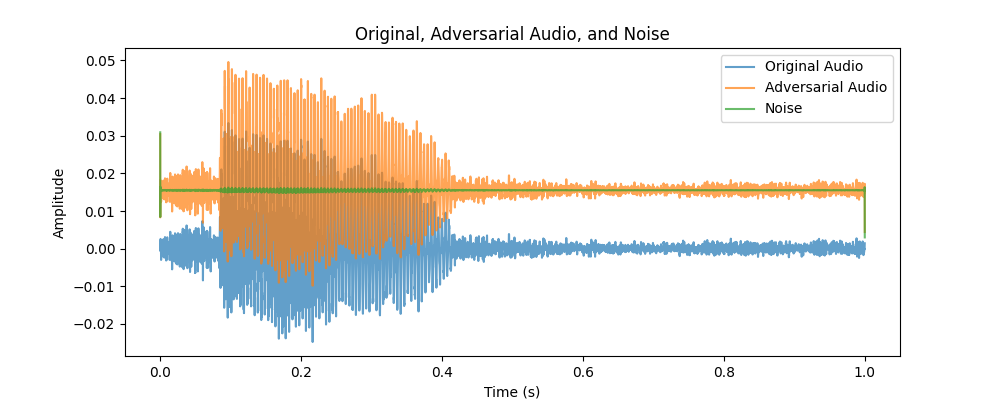 Original, Adversarial Audio, and Noise
Original Audio
Adversarial Audio
Noise
Amplitude
0.05
0.04
0.03
0.02
0.01
0.00
−0.01
−0.02
0.0 0.2 0.4 0.6 0.8 1.0
Time (s)